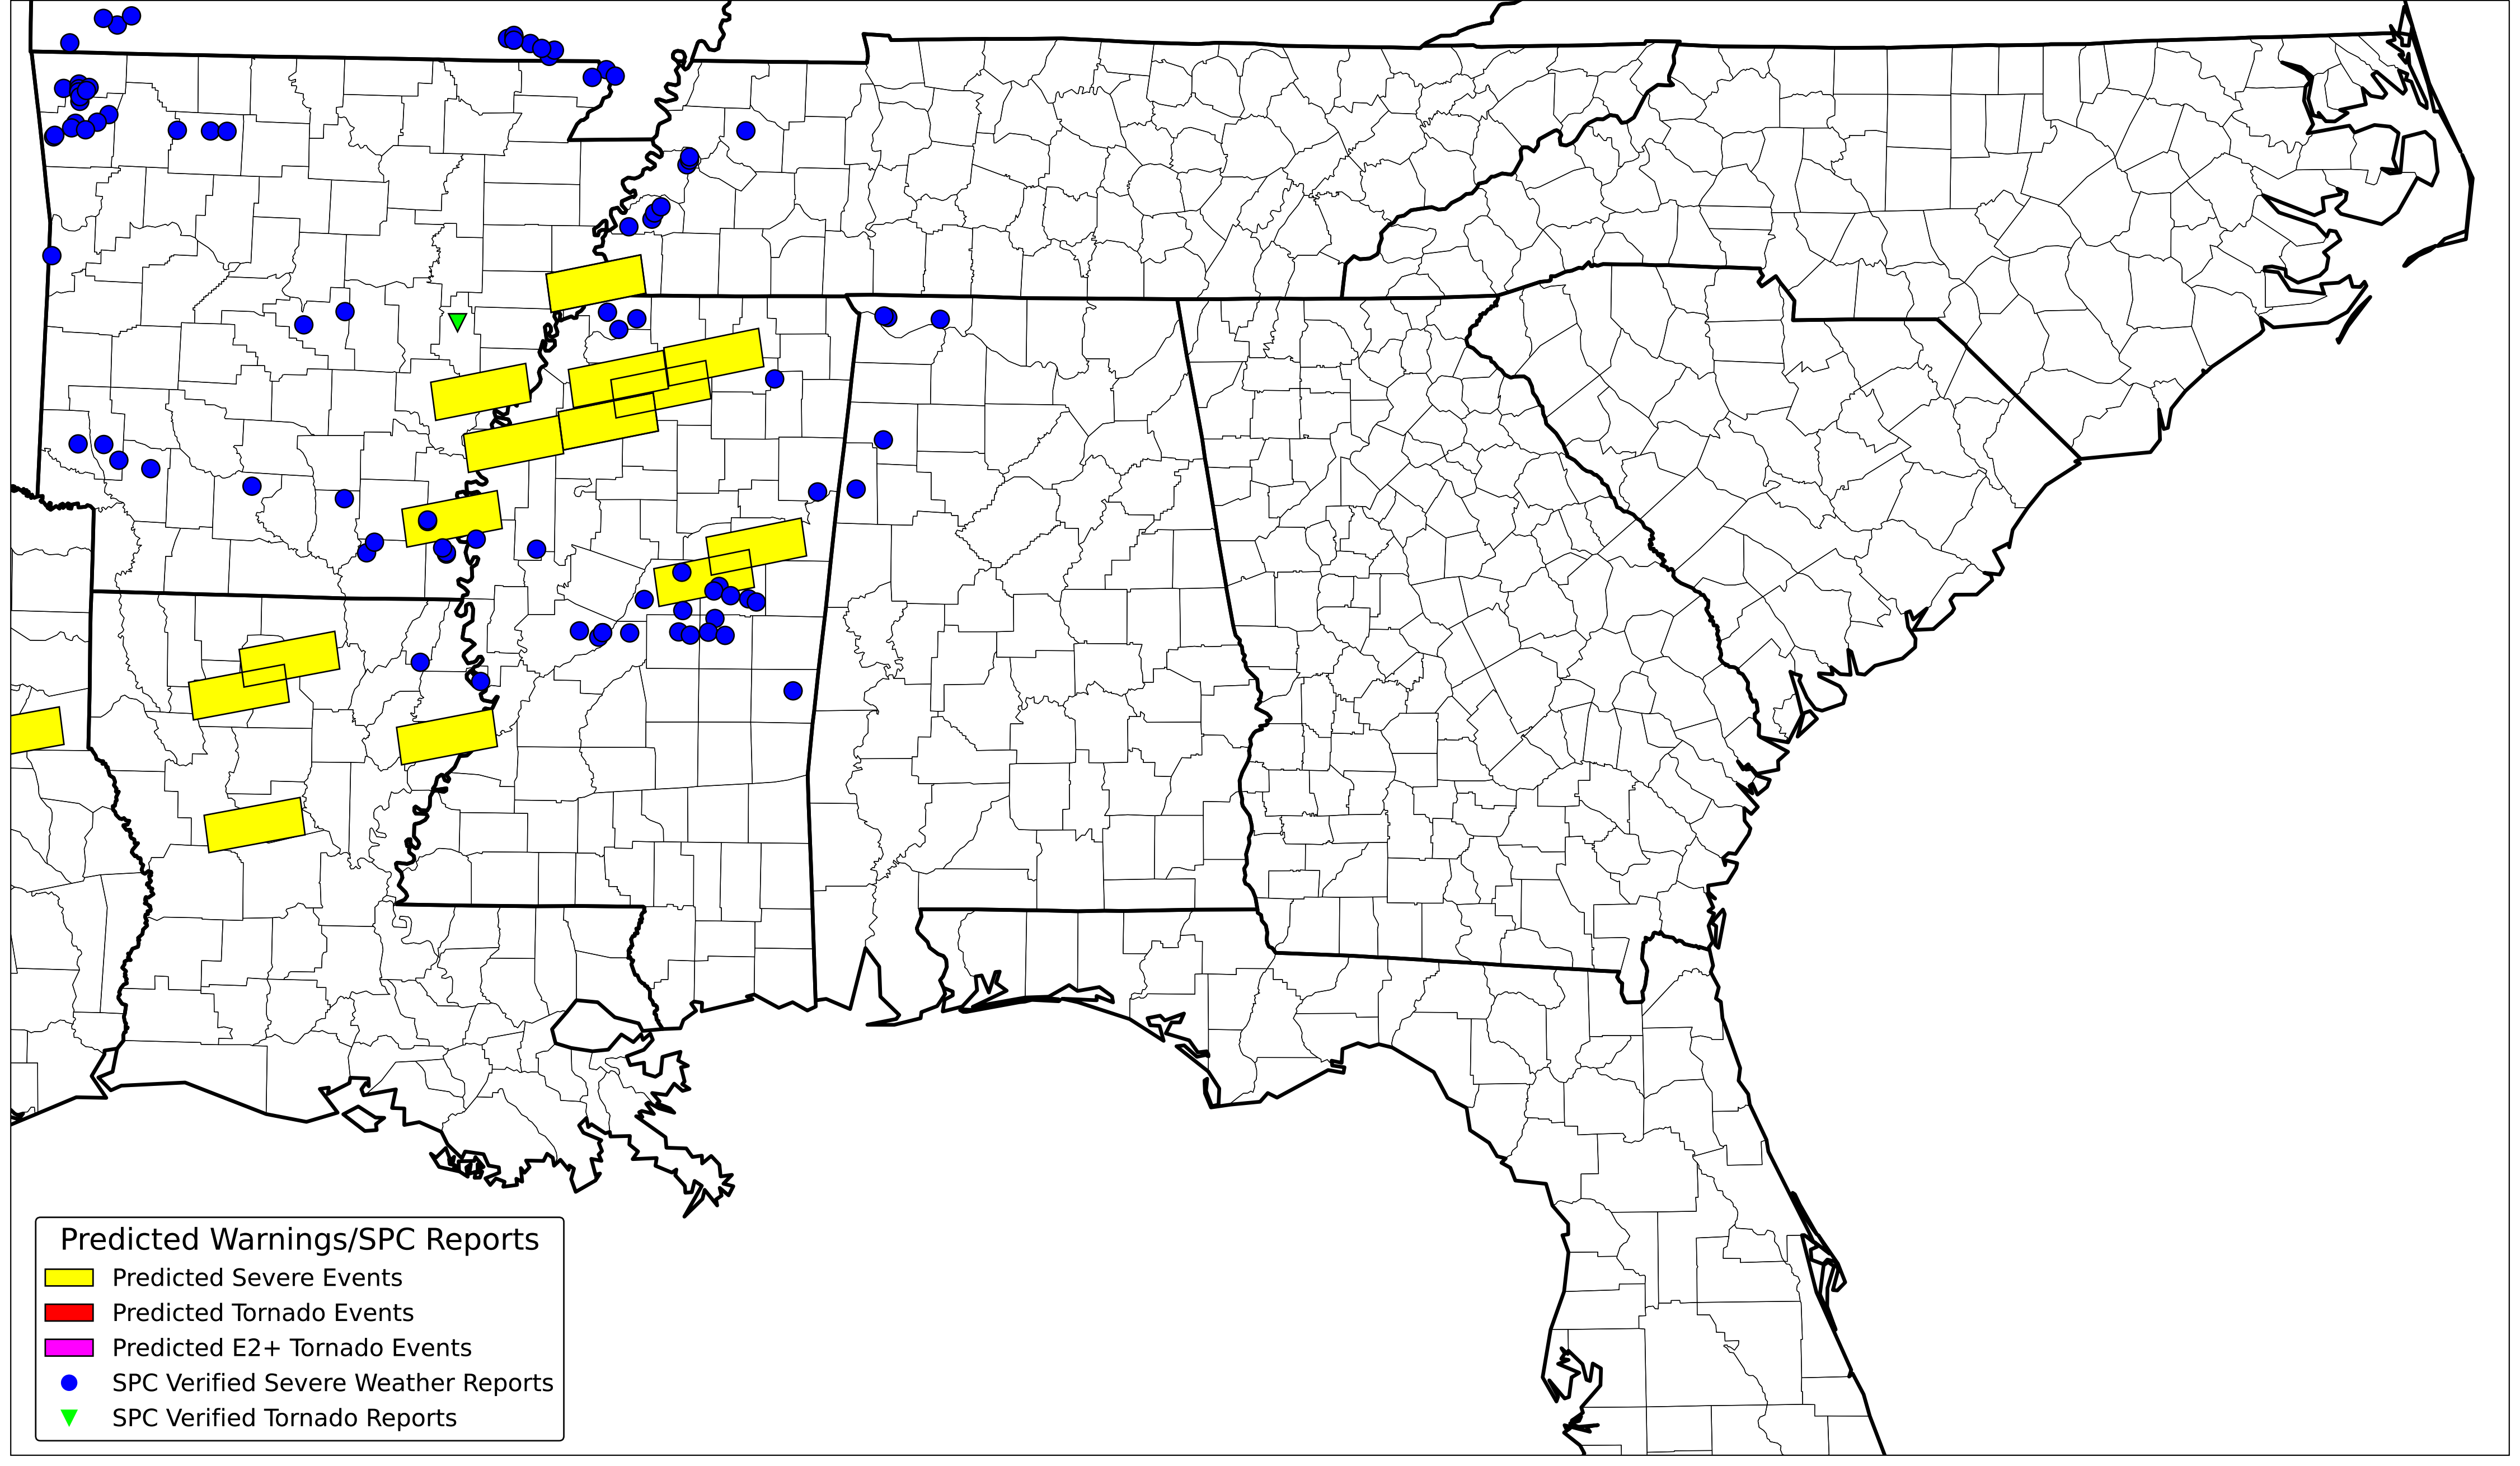 Predicted Warnings/SPC Reports
Predicted Severe Events
Predicted Tornado Events
Predicted E2+ Tornado Events
SPC Verified Severe Weather Reports
SPC Verified Tornado Reports